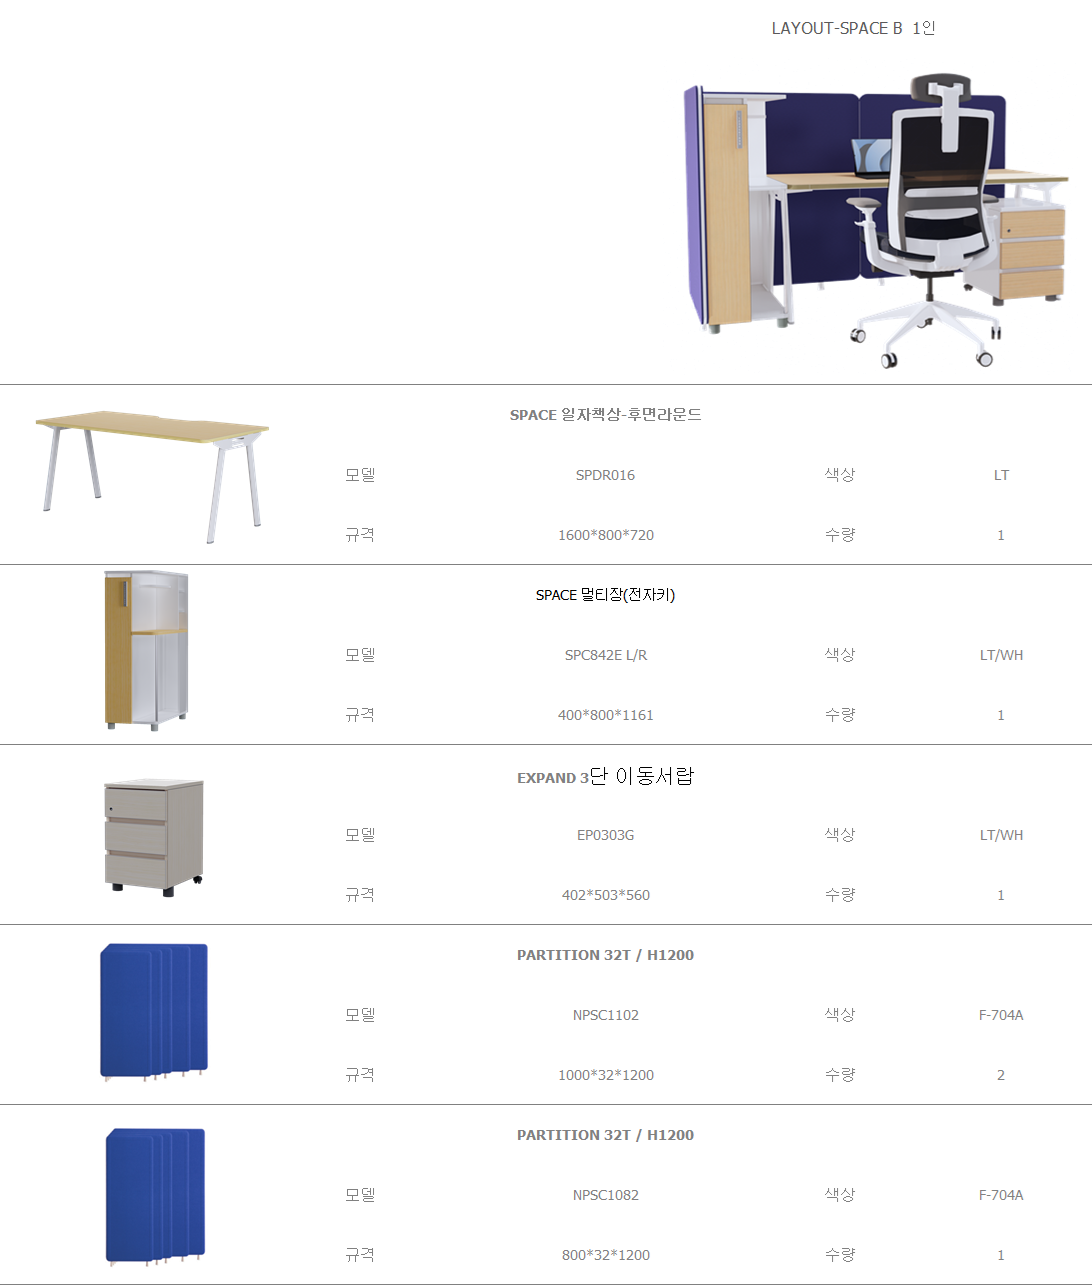 LAYOUT-SPACE B 1인
SPACE 일자책상-후면라운드
모델 SPDR016 색상 LT
규격 1600*800*720 수량 1
SPACE 멀티장(전자키)
모델 SPC842E L/R 색상 LT/WH
규격 400*800*1161 수량 1
EXPAND 3단 이동서랍
모델 EP0303G 색상 LT/WH
규격 402*503*560 수량 1
PARTITION 32T / H1200
모델 NPSC1102 색상 F-704A
규격 1000*32*1200 수량 2
PARTITION 32T / H1200
모델 NPSC1082 색상 F-704A
규격 800*32*1200 수량 1